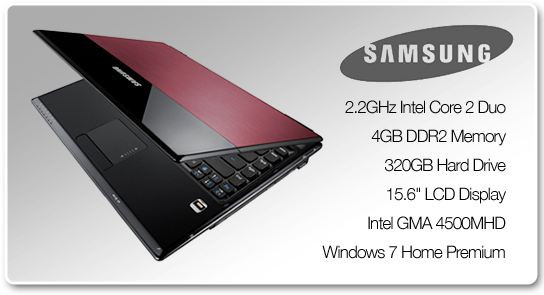 SAMSUNG
SAMSUNG
2.2GHz Intel Core 2 Duo
4GB DDR2 Memory
320GB Hard Drive
15.6" LCD Display
Intel GMA 4500MHD
Windows 7 Home Premium